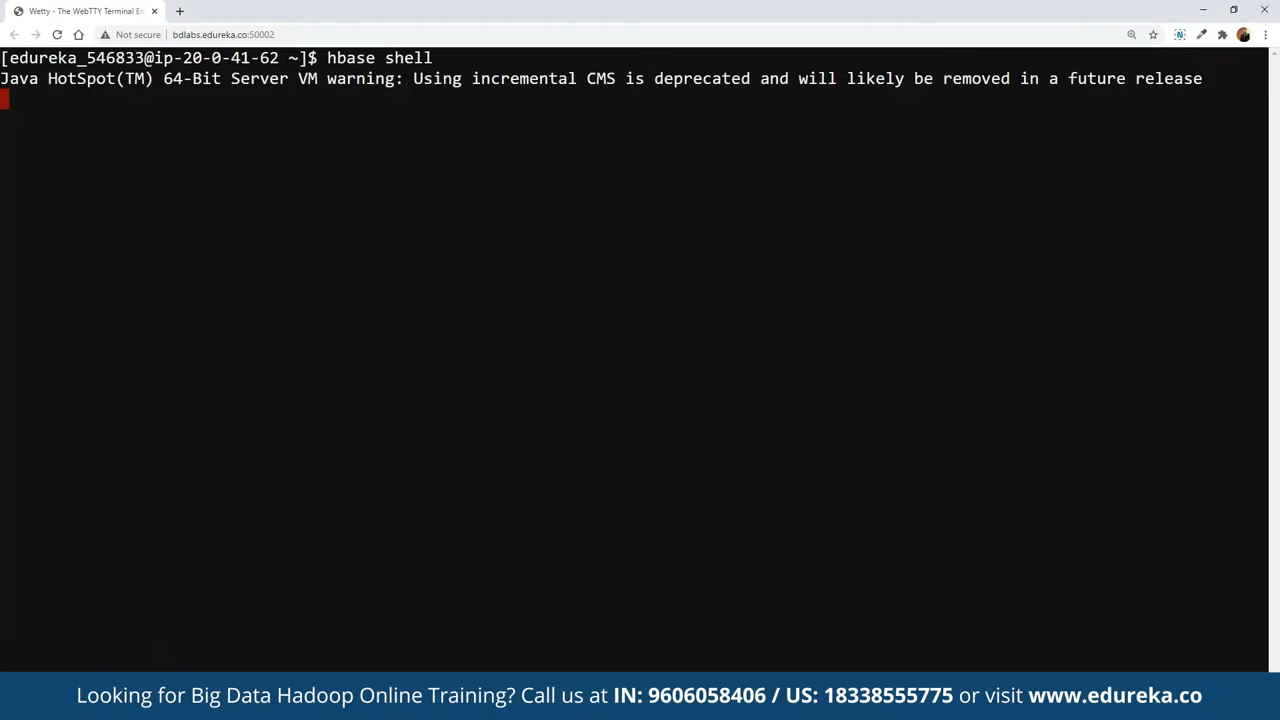 Wetty - The WebTTY Terminal En
Not secure | bdlabs.edureka.co:50002
[edureka_546833@ip-20-0-41-62 ~]$ hbase shell
Java HotSpot(TM) 64-Bit Server VM warning: Using incremental CMS is deprecated and will likely be removed in a future release
Looking for Big Data Hadoop Online Training? Call us at IN: 9606058406 / US: 18338555775 or visit www.edureka.co